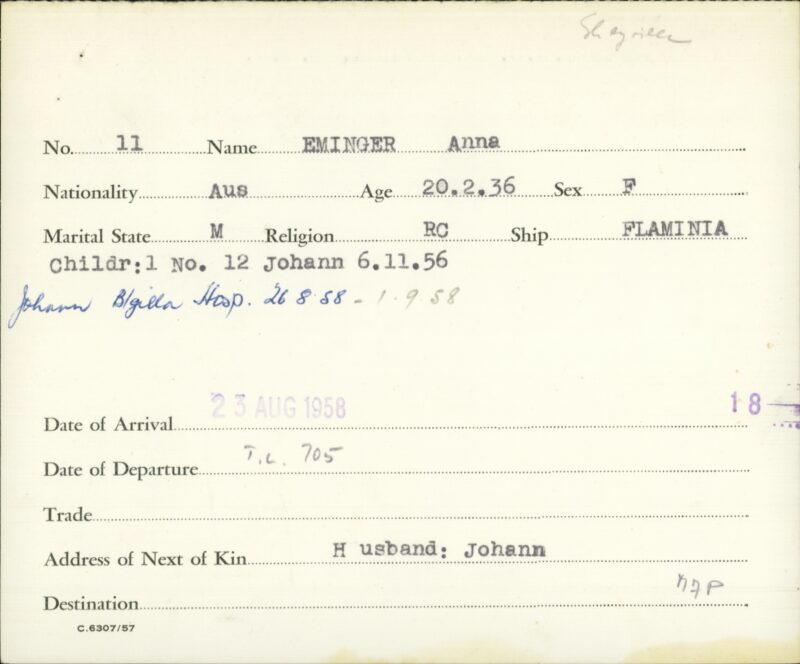 No. 11 Name EMINGER Anna
Nationality Aus Age 20.2.36 Sex F
Marital State M Religion RC Ship FLAMINIA
Childr:1 No. 12 Johann 6.11.56
Johann B/gilla Hosp. 26 8 58 - 1 9 58
Date of Arrival 23 AUG 1958 18
Date of Departure T.L. 705
Trade
Address of Next of Kin H usband: Johann
Destination
C.6307/57